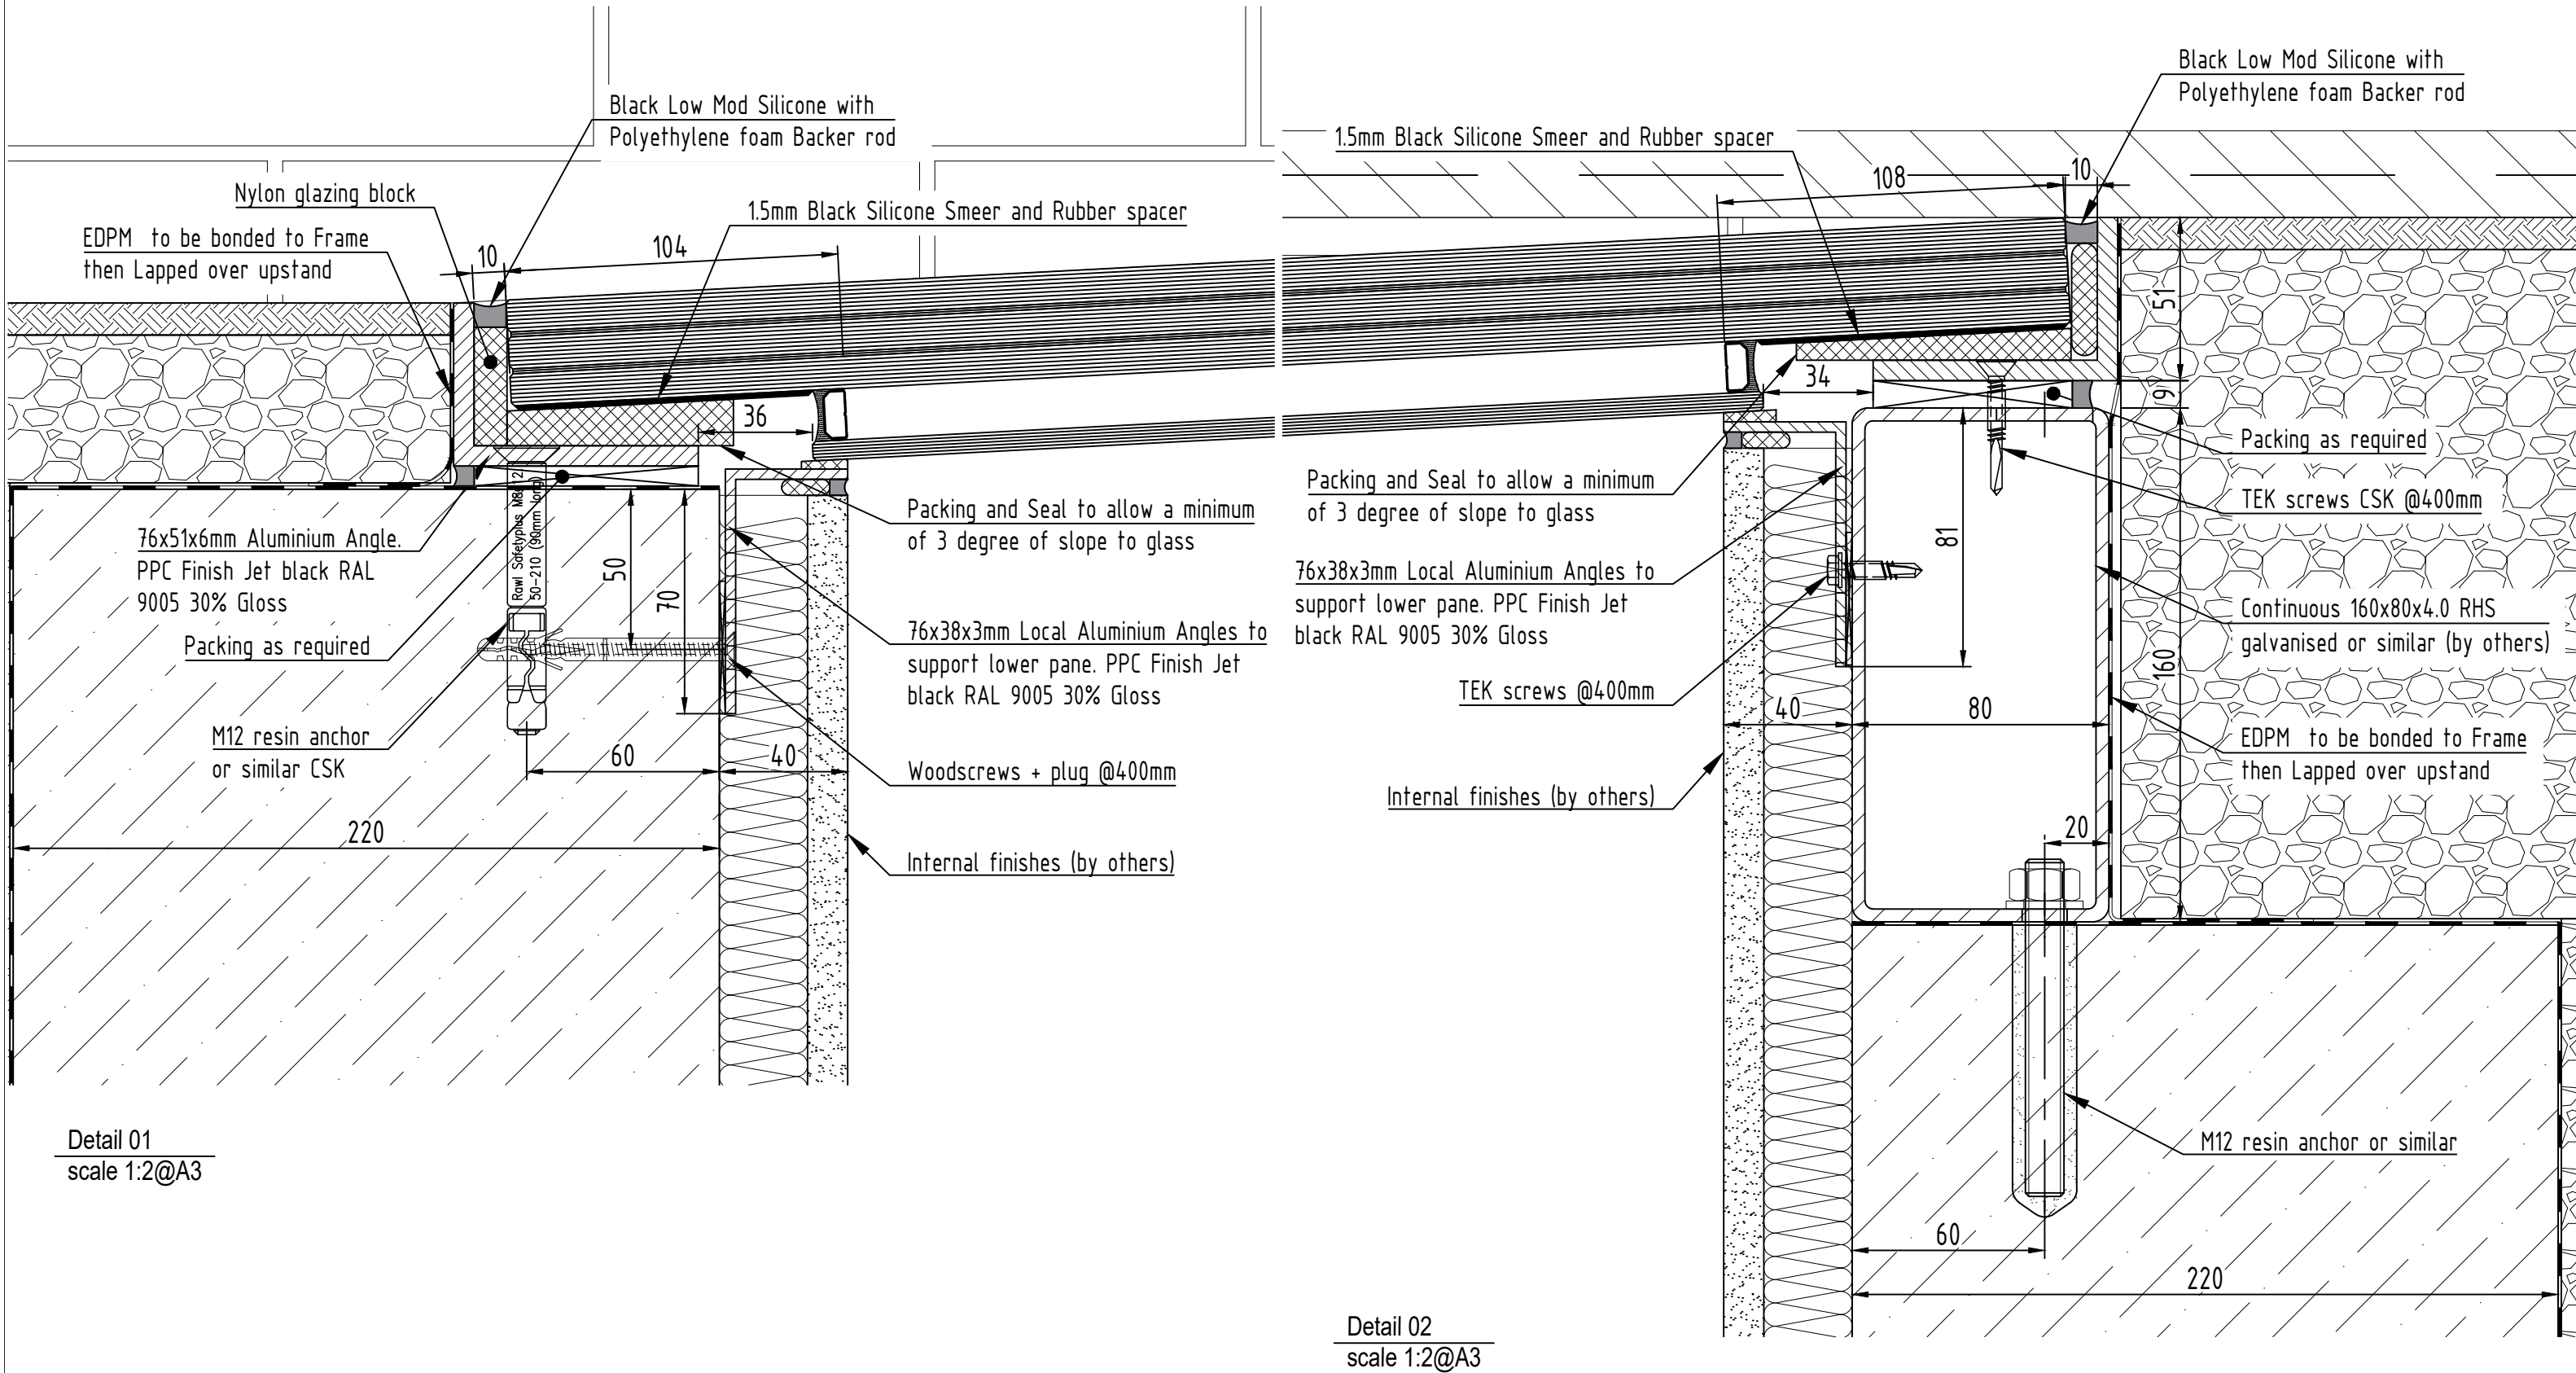 Black Low Mod Silicone with
Polyethylene foam Backer rod
Nylon glazing block
1.5mm Black Silicone Smeer and Rubber spacer
EDPM to be bonded to Frame
then Lapped over upstand
10
104
36
76x51x6mm Aluminium Angle.
PPC Finish Jet black RAL
9005 30% Gloss
Packing as required
M12 resin anchor
or similar CSK
Rawl Safetyplus M8
50-210 (90mm long)
50
70
60
40
220
Packing and Seal to allow a minimum
of 3 degree of slope to glass
76x38x3mm Local Aluminium Angles to
support lower pane. PPC Finish Jet
black RAL 9005 30% Gloss
Woodscrews + plug @400mm
Internal finishes (by others)
Detail 01
scale 1:2@A3
Black Low Mod Silicone with
Polyethylene foam Backer rod
1.5mm Black Silicone Smeer and Rubber spacer
108
10
51
34
9
Packing as required
TEK screws CSK @400mm
Packing and Seal to allow a minimum
of 3 degree of slope to glass
81
76x38x3mm Local Aluminium Angles to
support lower pane. PPC Finish Jet
black RAL 9005 30% Gloss
Continuous 160x80x4.0 RHS
galvanised or similar (by others)
160
TEK screws @400mm
40
80
EDPM to be bonded to Frame
then Lapped over upstand
Internal finishes (by others)
20
M12 resin anchor or similar
60
220
Detail 02
scale 1:2@A3